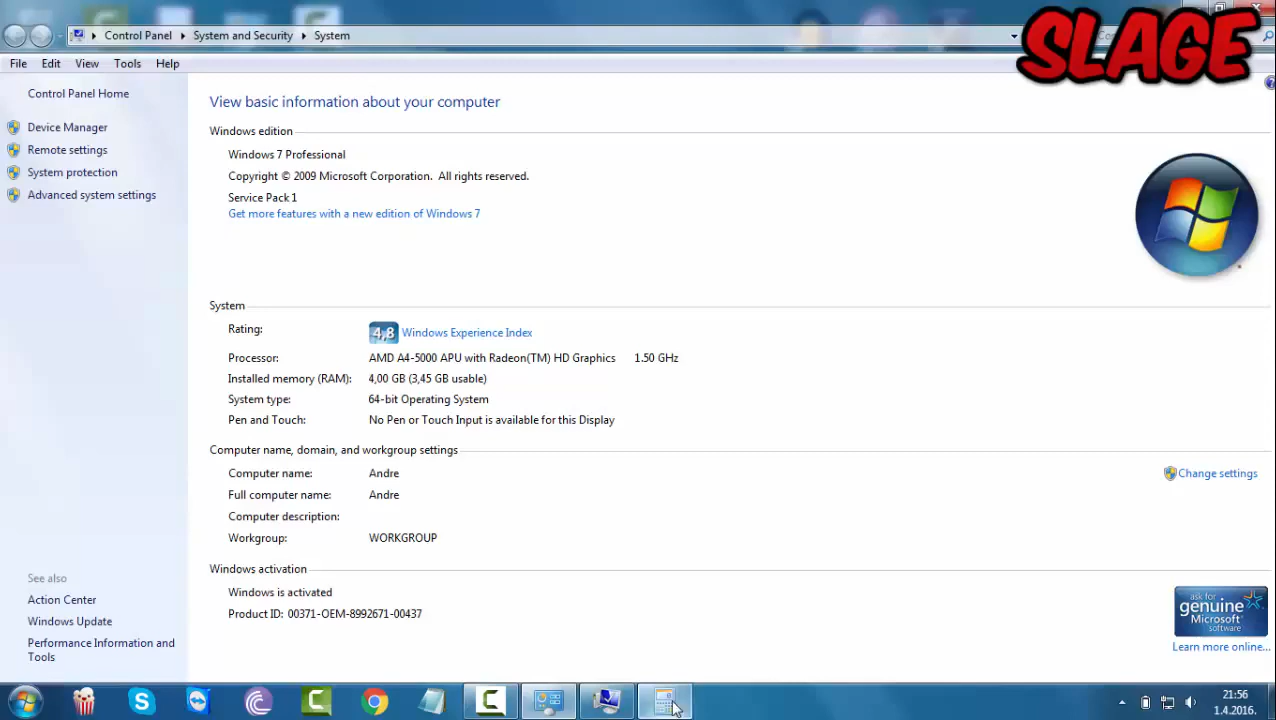 SLAGE
Control Panel System and Security System
File Edit View Tools Help
Control Panel Home
Device Manager
Remote settings
System protection
Advanced system settings
See also
Action Center
Windows Update
Performance Information and
Tools
View basic information about your computer
Windows edition
Windows 7 Professional
Copyright © 2009 Microsoft Corporation. All rights reserved.
Service Pack 1
Get more features with a new edition of Windows 7
System
Rating: 4,8 Windows Experience Index
Processor: AMD A4-5000 APU with Radeon(TM) HD Graphics 1.50 GHz
Installed memory (RAM): 4,00 GB (3,45 GB usable)
System type: 64-bit Operating System
Pen and Touch: No Pen or Touch Input is available for this Display
Computer name, domain, and workgroup settings
Computer name: Andre
Change settings
Full computer name: Andre
Computer description:
Workgroup: WORKGROUP
Windows activation
Windows is activated
Product ID: 00371-OEM-8992671-00437
ask for
genuine
Microsoft
software
Learn more online...
21:56
1.4.2016.